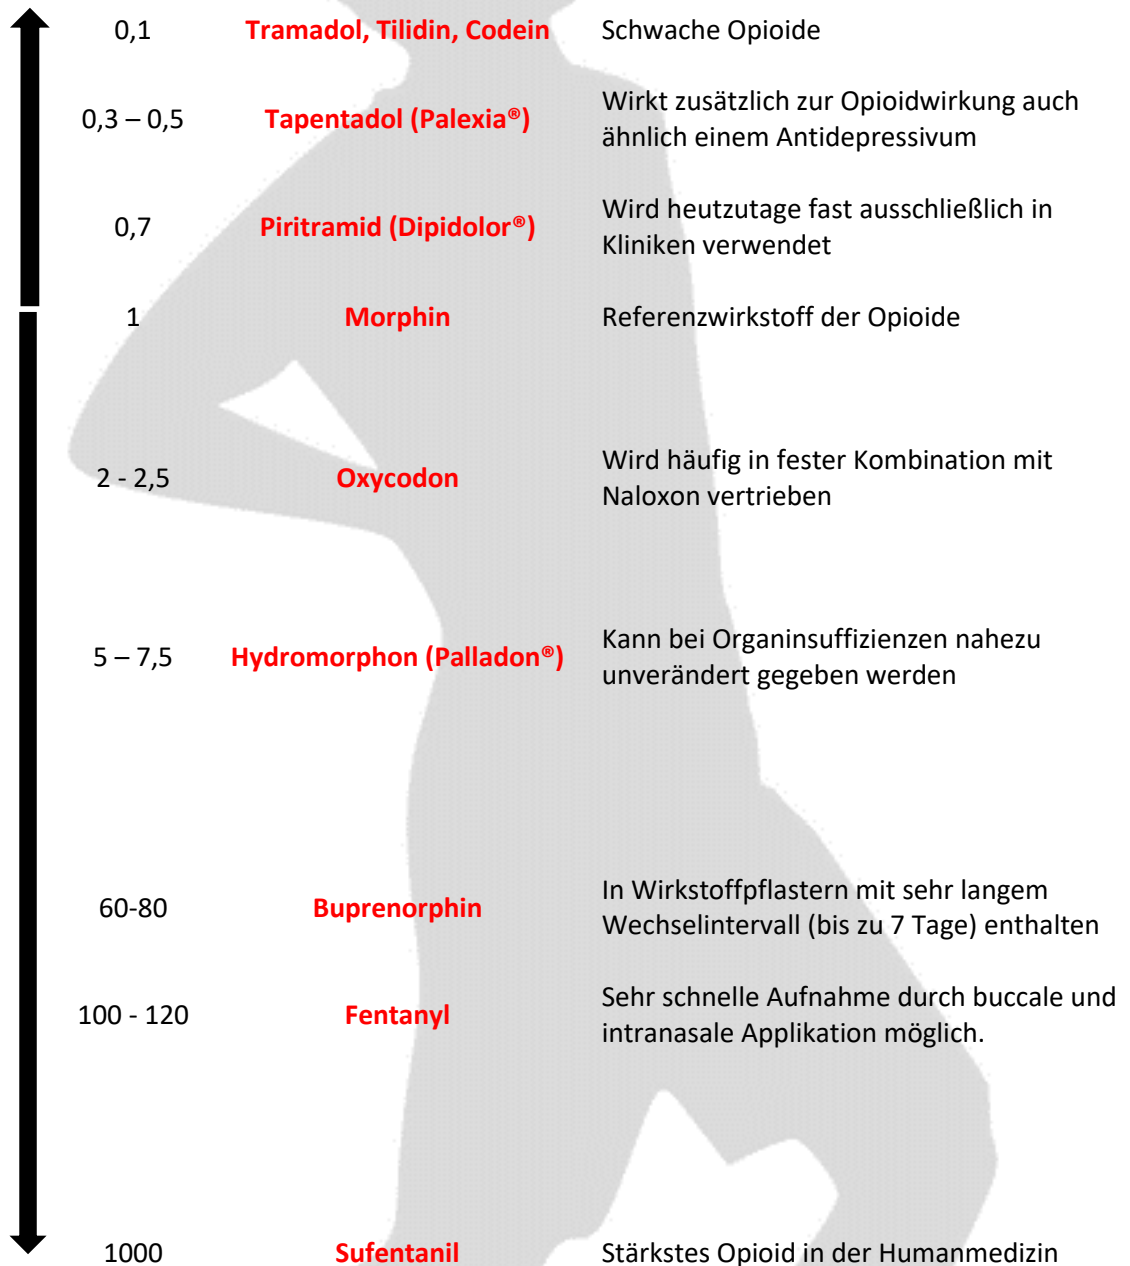 0,1 Tramadol, Tilidin, Codein Schwache Opioide
0,3 – 0,5 Tapentadol (Palexia®) Wirkt zusätzlich zur Opioidwirkung auch
ähnlich einem Antidepressivum
0,7 Piritramid (Dipidolor®) Wird heutzutage fast ausschließlich in
Kliniken verwendet
1 Morphin Referenzwirkstoff der Opioide
2 - 2,5 Oxycodon Wird häufig in fester Kombination mit
Naloxon vertrieben
5 – 7,5 Hydromorphon (Palladon®) Kann bei Organinsuffizienzen nahezu
unverändert gegeben werden
60-80 Buprenorphin In Wirkstoffpflastern mit sehr langem
Wechselintervall (bis zu 7 Tage) enthalten
100 - 120 Fentanyl Sehr schnelle Aufnahme durch buccale und
intranasale Applikation möglich.
1000 Sufentanil Stärkstes Opioid in der Humanmedizin